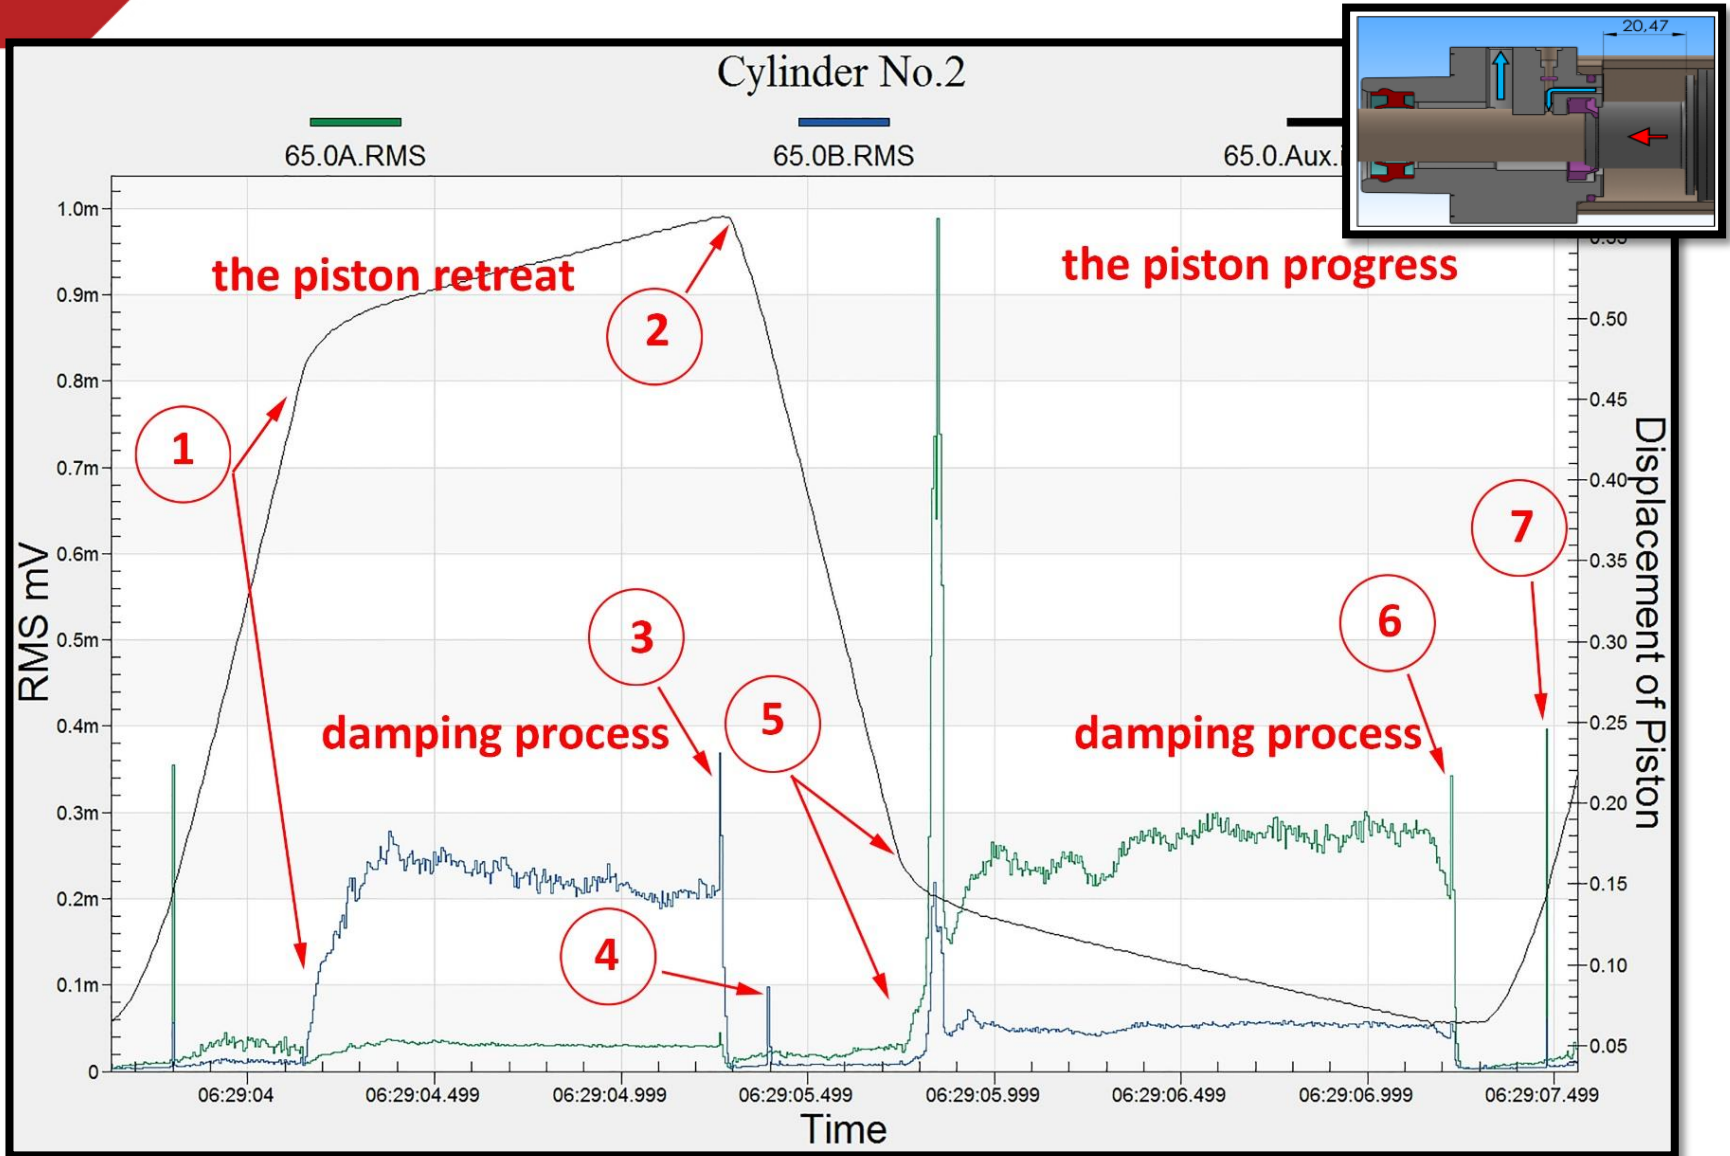 20,47
Cylinder No.2
65.0A.RMS
65.0B.RMS
65.0.Aux.
the piston retreat
the piston progress
damping process
damping process
1
2
3
4
5
6
7
RMS mV
1.0m
0.9m
0.8m
0.7m
0.6m
0.5m
0.4m
0.3m
0.2m
0.1m
0
0.50
0.45
0.40
0.35
0.30
0.25
0.20
0.15
0.10
0.05
Displacement of Piston
06:29:04
06:29:04.499
06:29:04.999
06:29:05.499
06:29:05.999
06:29:06.499
06:29:06.999
06:29:07.499
Time